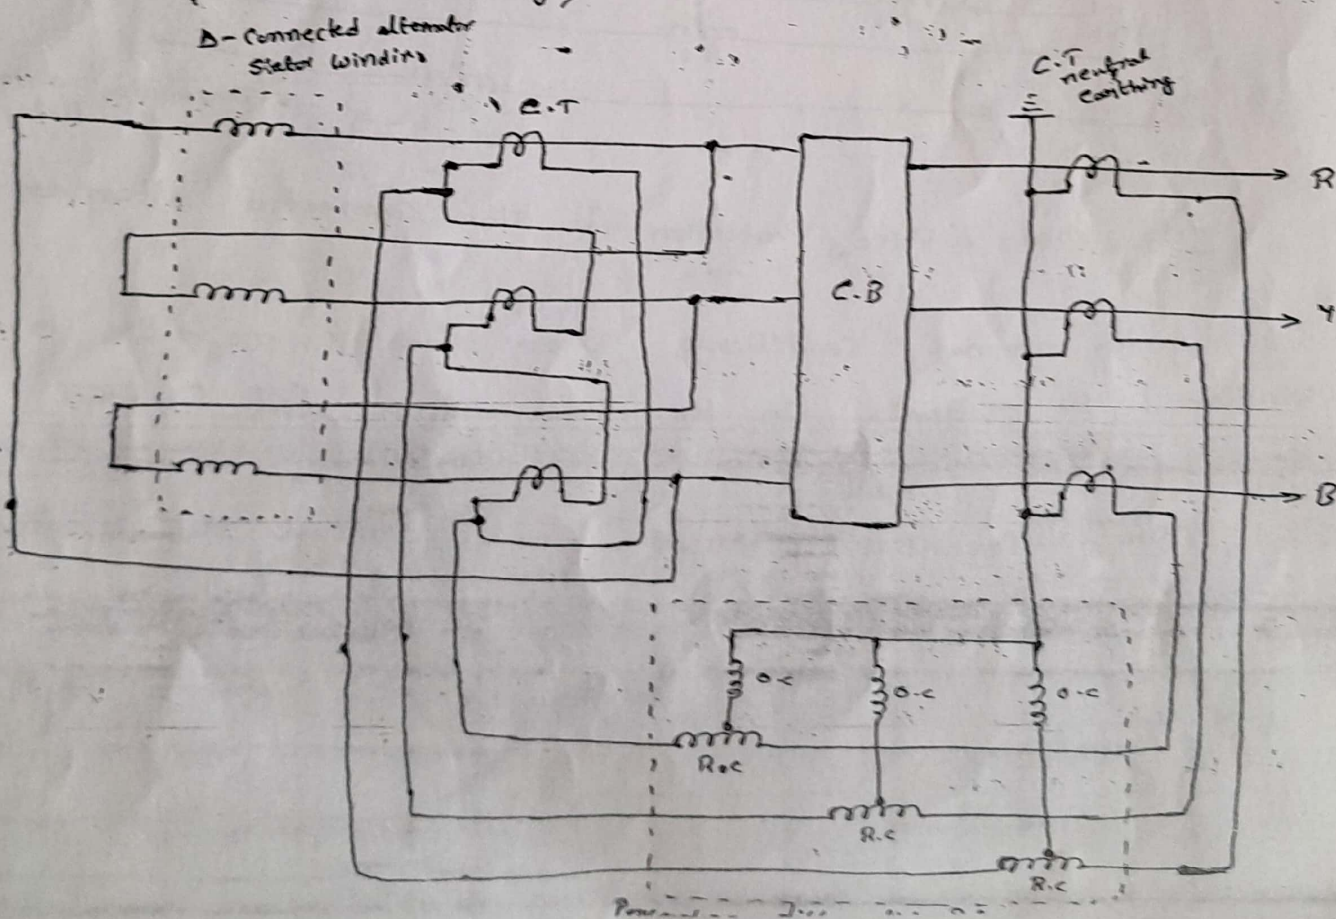 Δ- Connected alternator
Stator winding
C.T
C.T
neutral
earthing
R
C.B
Y
B
o-c
o-c
o-c
R.C
R.C
R.C